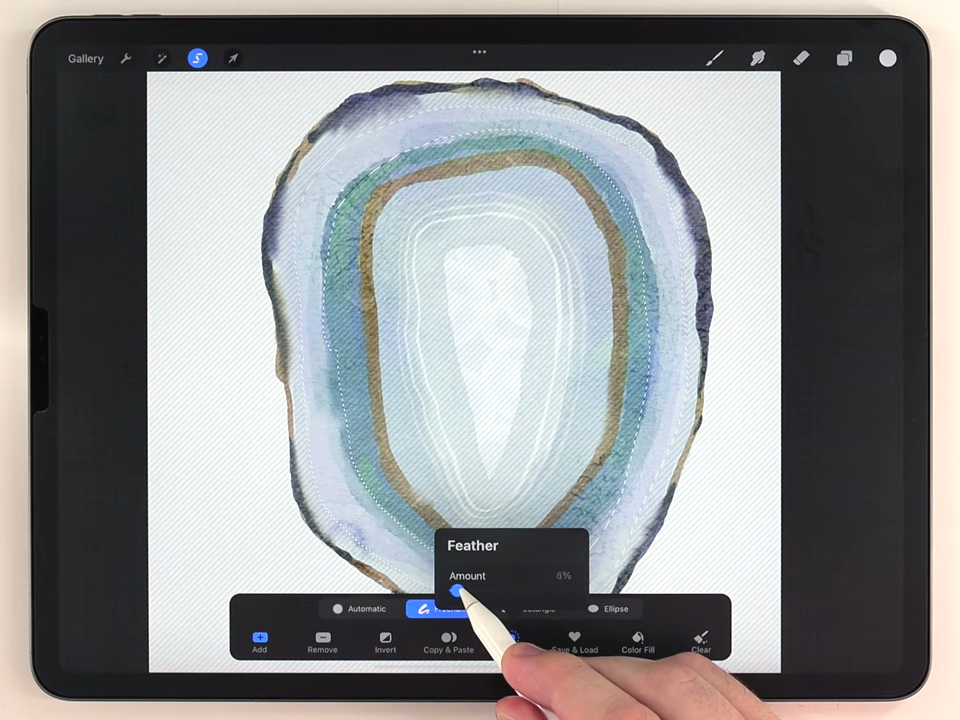 Gallery
Feather
Amount 6%
Automatic Ellipse
Add Remove Invert Copy & Paste Save & Load Color Fill Clear